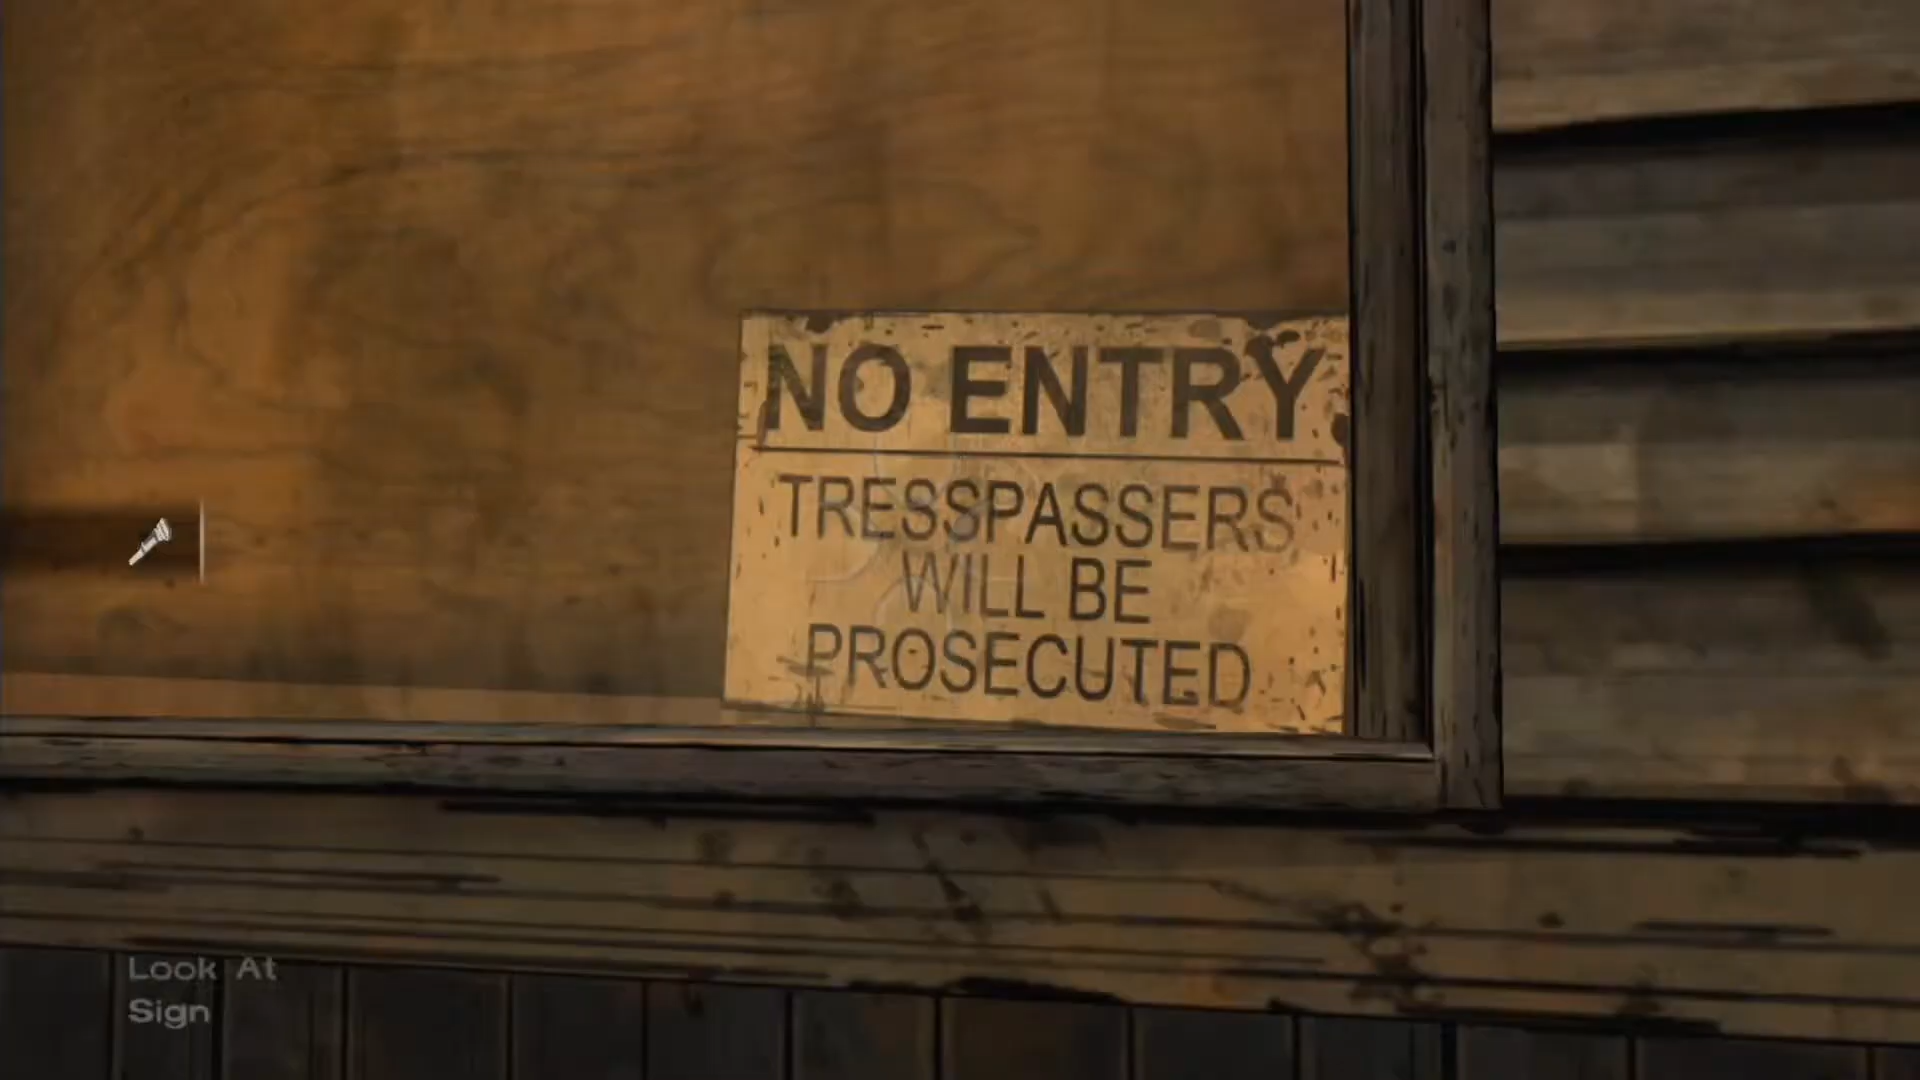 NO ENTRY
TRESSPASSERS
WILL BE
PROSECUTED
Look At
Sign